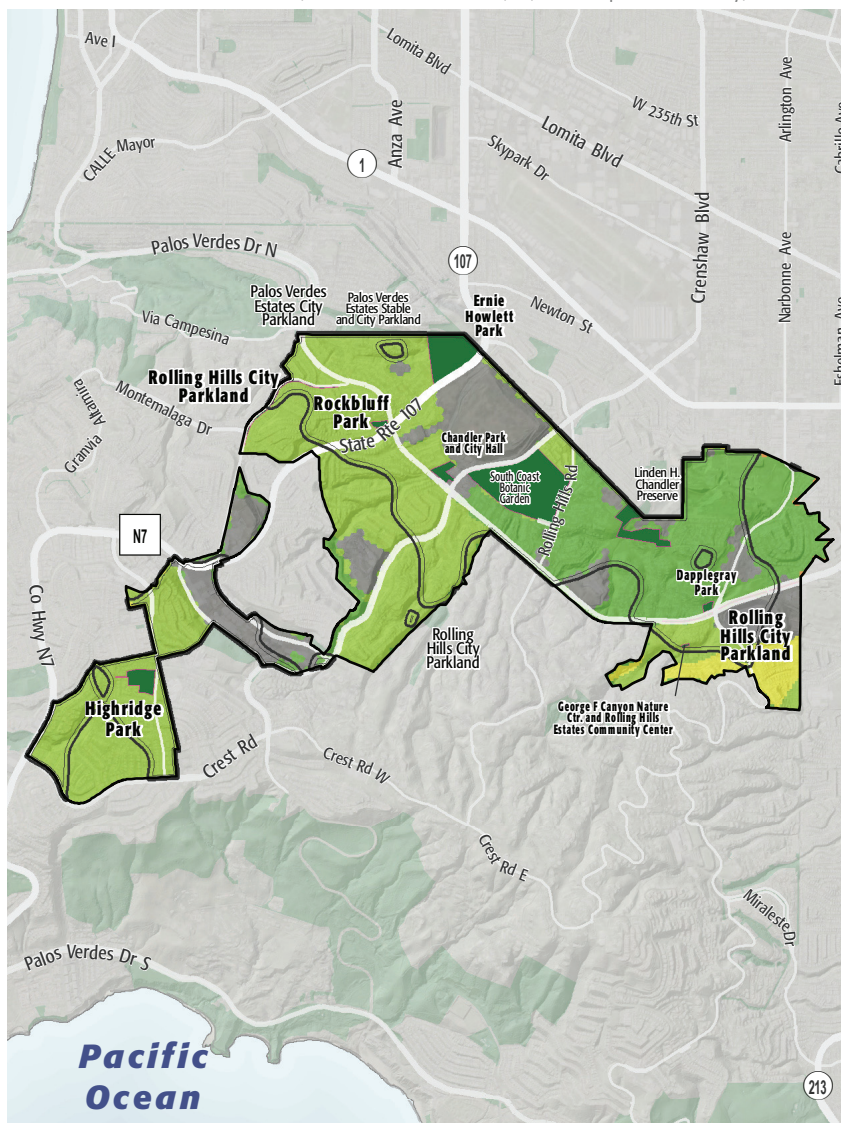 Ave I
Lomita Blvd
W 235th St
Arlington Ave
CALLE Mayor
Anza Ave
1
Skypark Dr
Lomita Blvd
Crenshaw Blvd
Palos Verdes Dr N
107
Narbonne Ave
Palos Verdes
Estates City
Parkland
Palos Verdes
Estates Stable
and City Parkland
Ernie
Howlett
Park
Newton St
Via Campesina
Eshelman Ave
Rolling Hills City
Parkland
Montemalaga Dr
Granvia
Altamira
Rockbluff
Park
State Rte 107
Chandler Park
and City Hall
South Coast
Botanic
Garden
Rolling Hills Rd
Linden H.
Chandler
Preserve
N7
Co Hwy N7
Dapplegray
Park
Rolling
Hills City
Parkland
Rolling
Hills City
Parkland
Highridge
Park
George F Canyon Nature
Ctr. and Rolling Hills
Estates Community Center
Crest Rd
Crest Rd W
Crest Rd E
Miraleste Dr
Palos Verdes Dr S
Pacific
Ocean
213